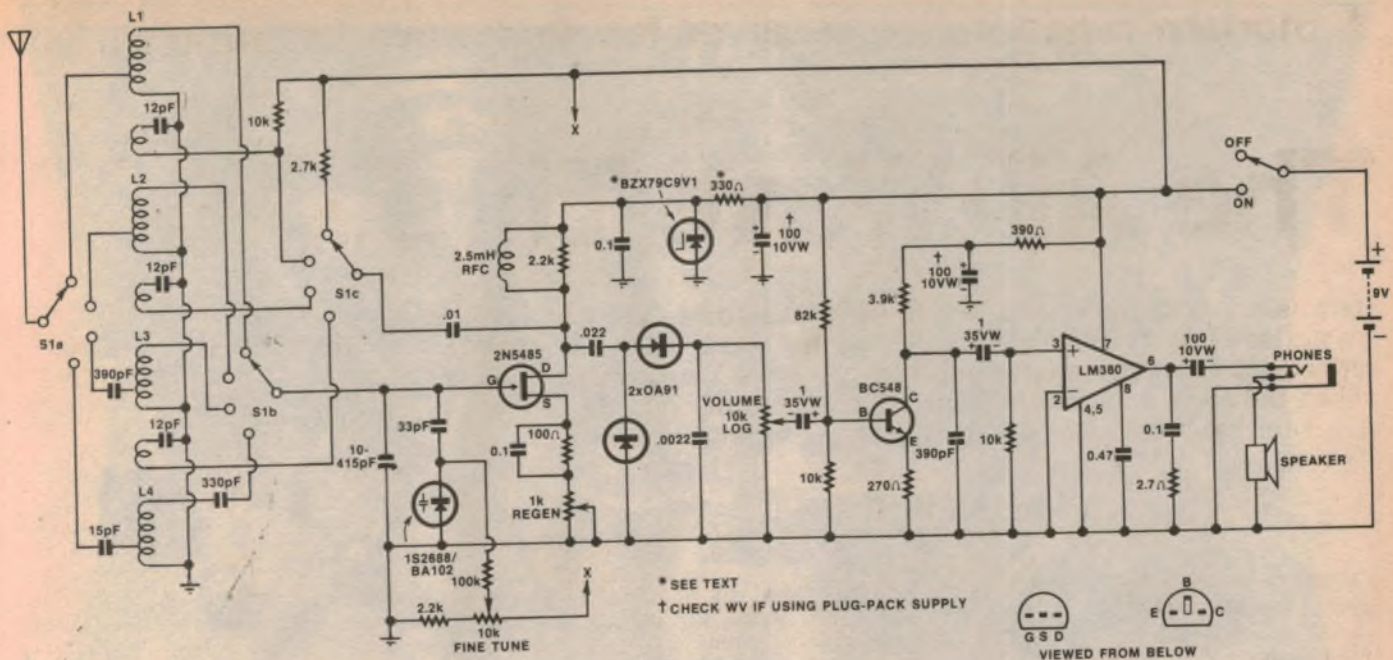 L1
12pF
10k
2.7k
X
OFF
ON
L2
*BZX79C9V1
*
330Ω
†
100
10VW
0.1
2.5mH
RFC
2.2k
390Ω
†
100
10VW
+
9V
−
12pF
S1c
3.9k
82k
.01
.022
S1a
L3
390pF
S1b
2N5485
G
D
S
2xOA91
VOLUME
10k
LOG
1
35VW
BC548
B
C
E
1
35VW
3
+
7
LM380
6
−
2
8
4,5
100
10VW
PHONES
12pF
33pF
100Ω
0.1
.0022
10-
415pF
330pF
L4
15pF
1k
REGEN
10k
270Ω
390pF
10k
0.47
0.1
2.7Ω
SPEAKER
1S2688/
BA102
100k
X
2.2k
10k
FINE TUNE
* SEE TEXT
† CHECK WV IF USING PLUG-PACK SUPPLY
G S D
B
E
C
VIEWED FROM BELOW